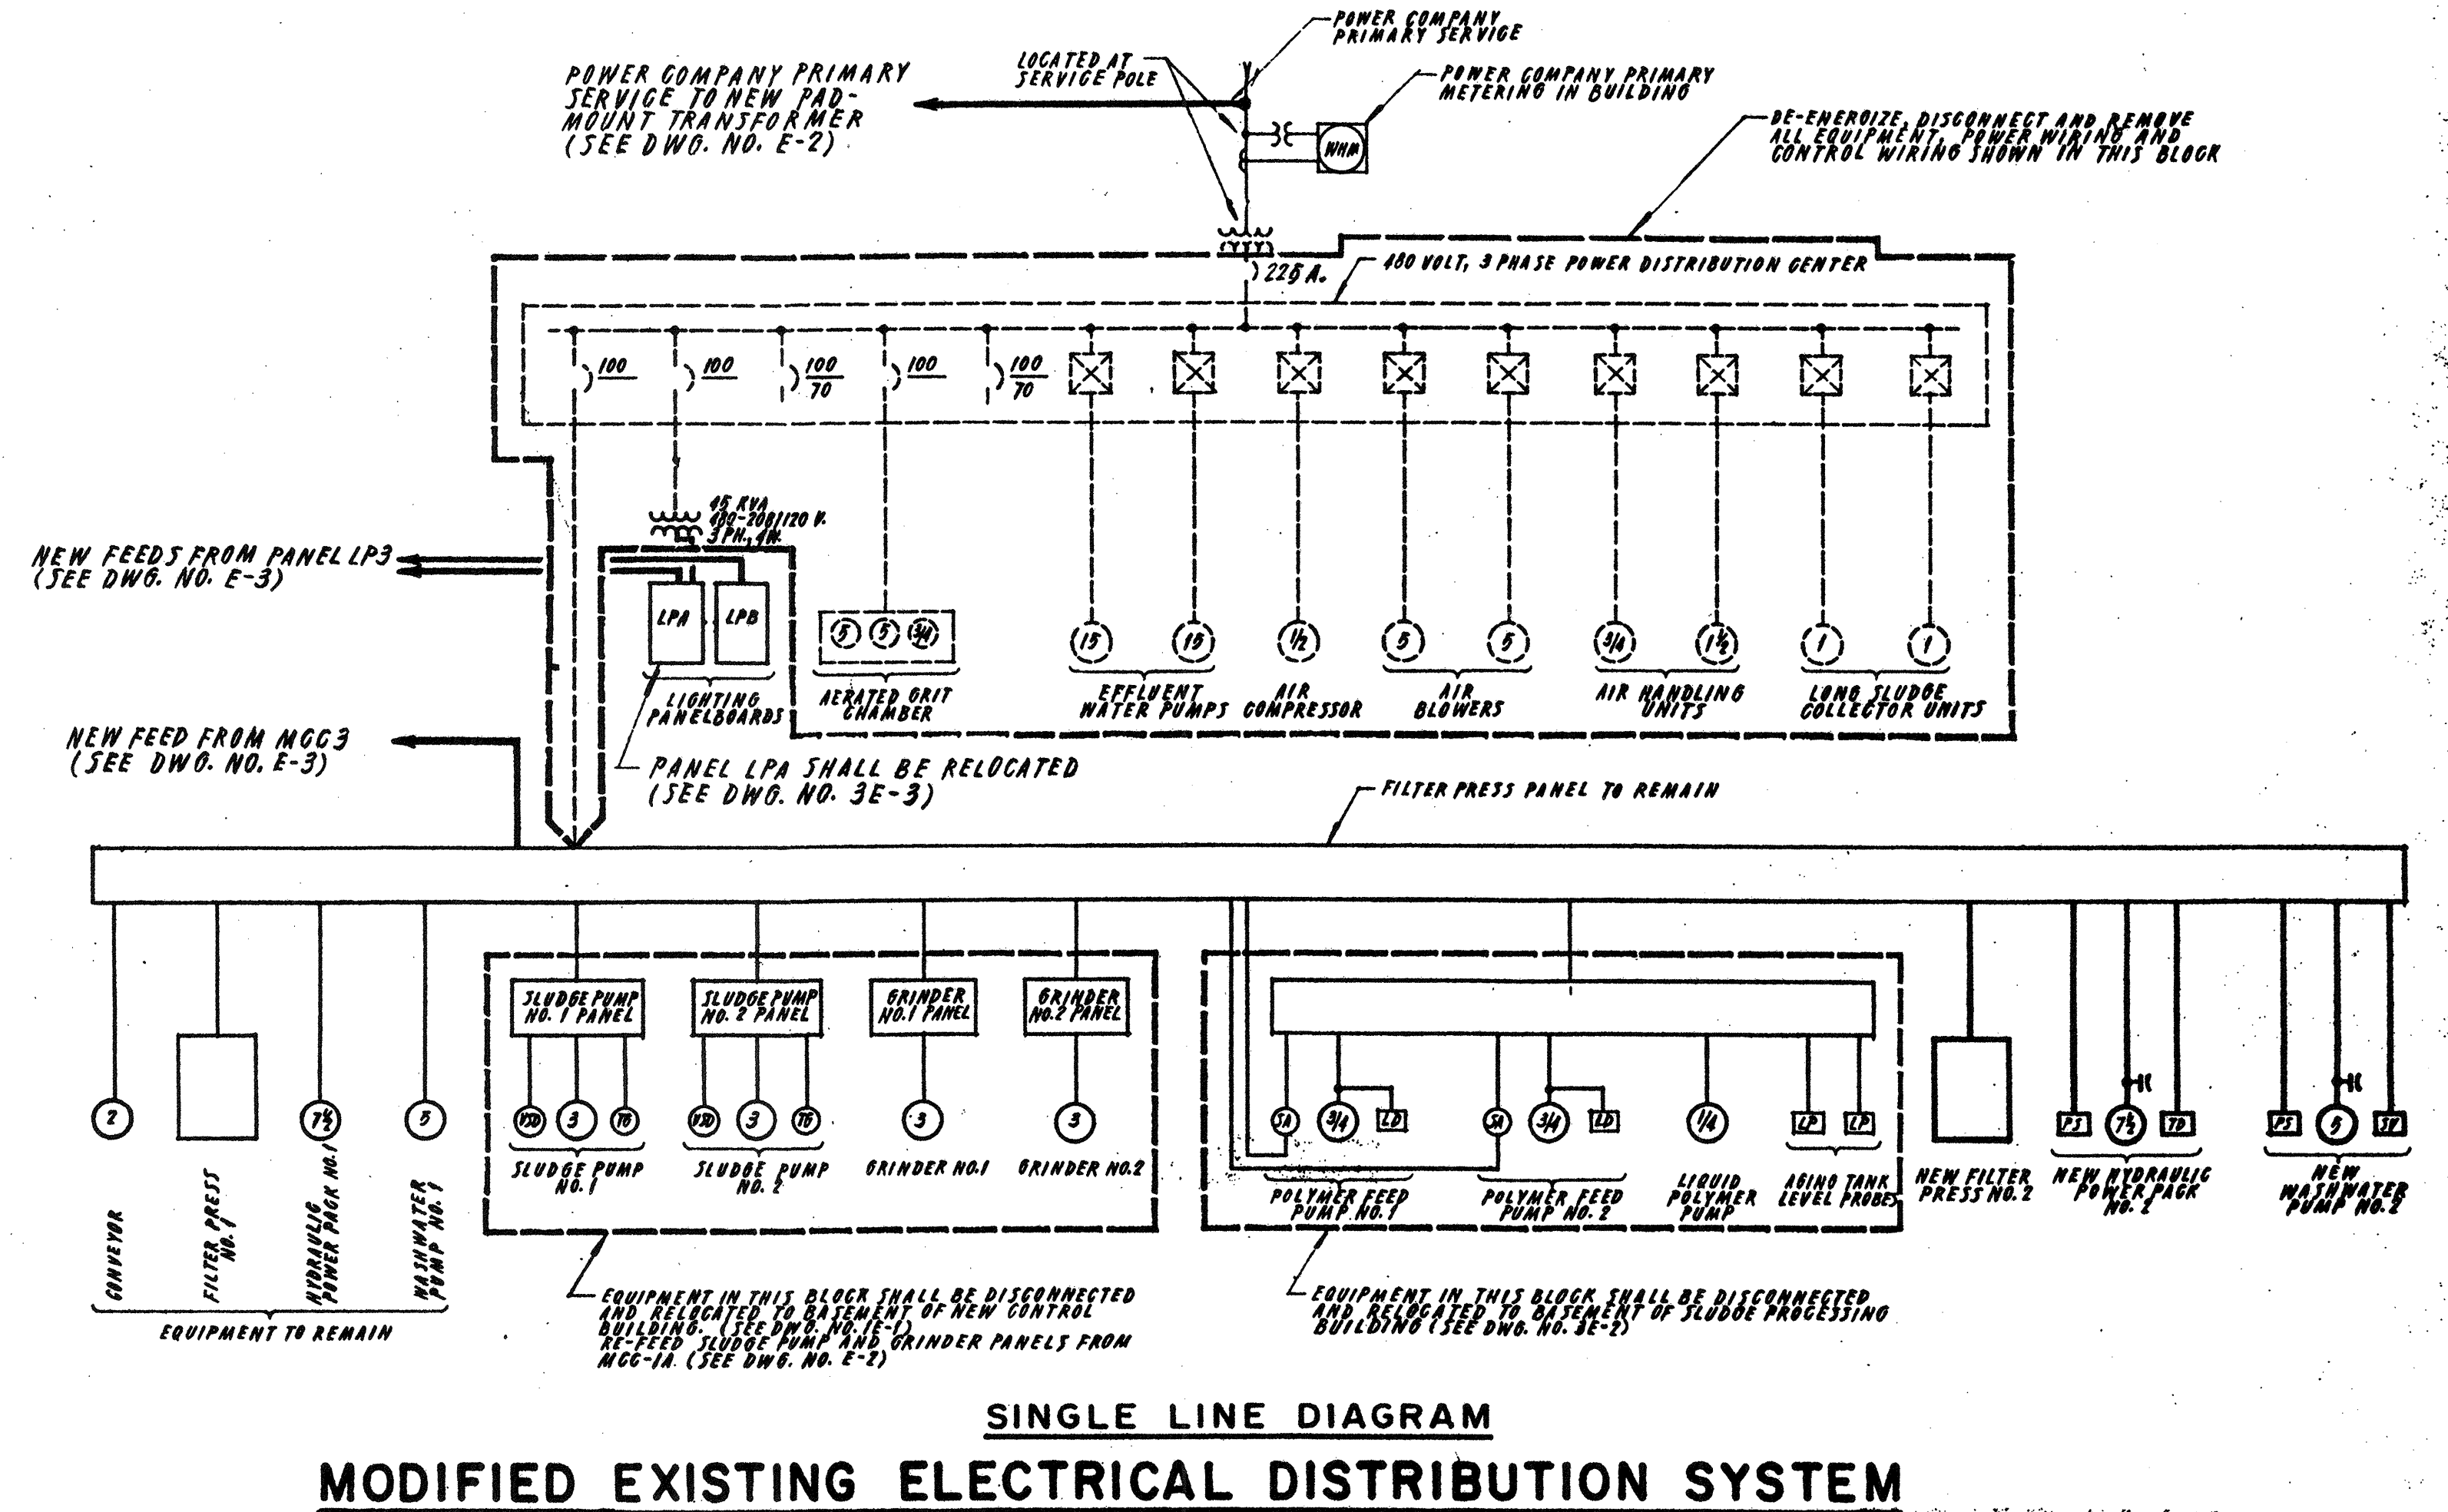 POWER COMPANY
PRIMARY SERVICE
LOCATED AT
SERVICE POLE
POWER COMPANY PRIMARY
SERVICE TO NEW PAD-
MOUNT TRANSFORMER
(SEE DWG. NO. E-2)
POWER COMPANY PRIMARY
METERING IN BUILDING
WHM
DE-ENERGIZE, DISCONNECT AND REMOVE
ALL EQUIPMENT, POWER WIRING AND
CONTROL WIRING SHOWN IN THIS BLOCK
225 A.
480 VOLT, 3 PHASE POWER DISTRIBUTION CENTER
100
100
100
70
100
100
70
45 KVA
480-208/120 V.
3 PH., 4W.
NEW FEEDS FROM PANEL LP3
(SEE DWG. NO. E-3)
LPA
LPB
5
5
3/4
15
15
1/2
5
5
3/4
1 1/2
1
1
LIGHTING
PANELBOARDS
AERATED GRIT
CHAMBER
EFFLUENT
WATER PUMPS
AIR
COMPRESSOR
AIR
BLOWERS
AIR HANDLING
UNITS
LONG SLUDGE
COLLECTOR UNITS
NEW FEED FROM MCC3
(SEE DWG. NO. E-3)
PANEL LPA SHALL BE RELOCATED
(SEE DWG. NO. 3E-3)
FILTER PRESS PANEL TO REMAIN
SLUDGE PUMP
NO. 1 PANEL
SLUDGE PUMP
NO. 2 PANEL
GRINDER
NO.1 PANEL
GRINDER
NO.2 PANEL
2
7 1/2
5
VSD
3
TG
VSD
3
TG
3
3
SA
3/4
LD
SA
3/4
LD
1/4
LP
LP
PS
7 1/2
TD
PS
5
SV
CONVEYOR
FILTER PRESS
NO. 1
HYDRAULIC
POWER PACK NO.1
WASHWATER
PUMP NO. 1
SLUDGE PUMP
NO. 1
SLUDGE PUMP
NO. 2
GRINDER NO.1
GRINDER NO.2
POLYMER FEED
PUMP NO. 1
POLYMER FEED
PUMP NO. 2
LIQUID
POLYMER
PUMP
AGING TANK
LEVEL PROBES
NEW FILTER
PRESS NO. 2
NEW HYDRAULIC
POWER PACK
NO. 2
NEW
WASHWATER
PUMP NO. 2
EQUIPMENT TO REMAIN
EQUIPMENT IN THIS BLOCK SHALL BE DISCONNECTED
AND RELOCATED TO BASEMENT OF NEW CONTROL
BUILDING. (SEE DWG. NO. 1E-1)
RE-FEED SLUDGE PUMP AND GRINDER PANELS FROM
MCC-1A (SEE DWG. NO. E-2)
EQUIPMENT IN THIS BLOCK SHALL BE DISCONNECTED
AND RELOCATED TO BASEMENT OF SLUDGE PROCESSING
BUILDING (SEE DWG. NO. 3E-2)
SINGLE LINE DIAGRAM
MODIFIED EXISTING ELECTRICAL DISTRIBUTION SYSTEM